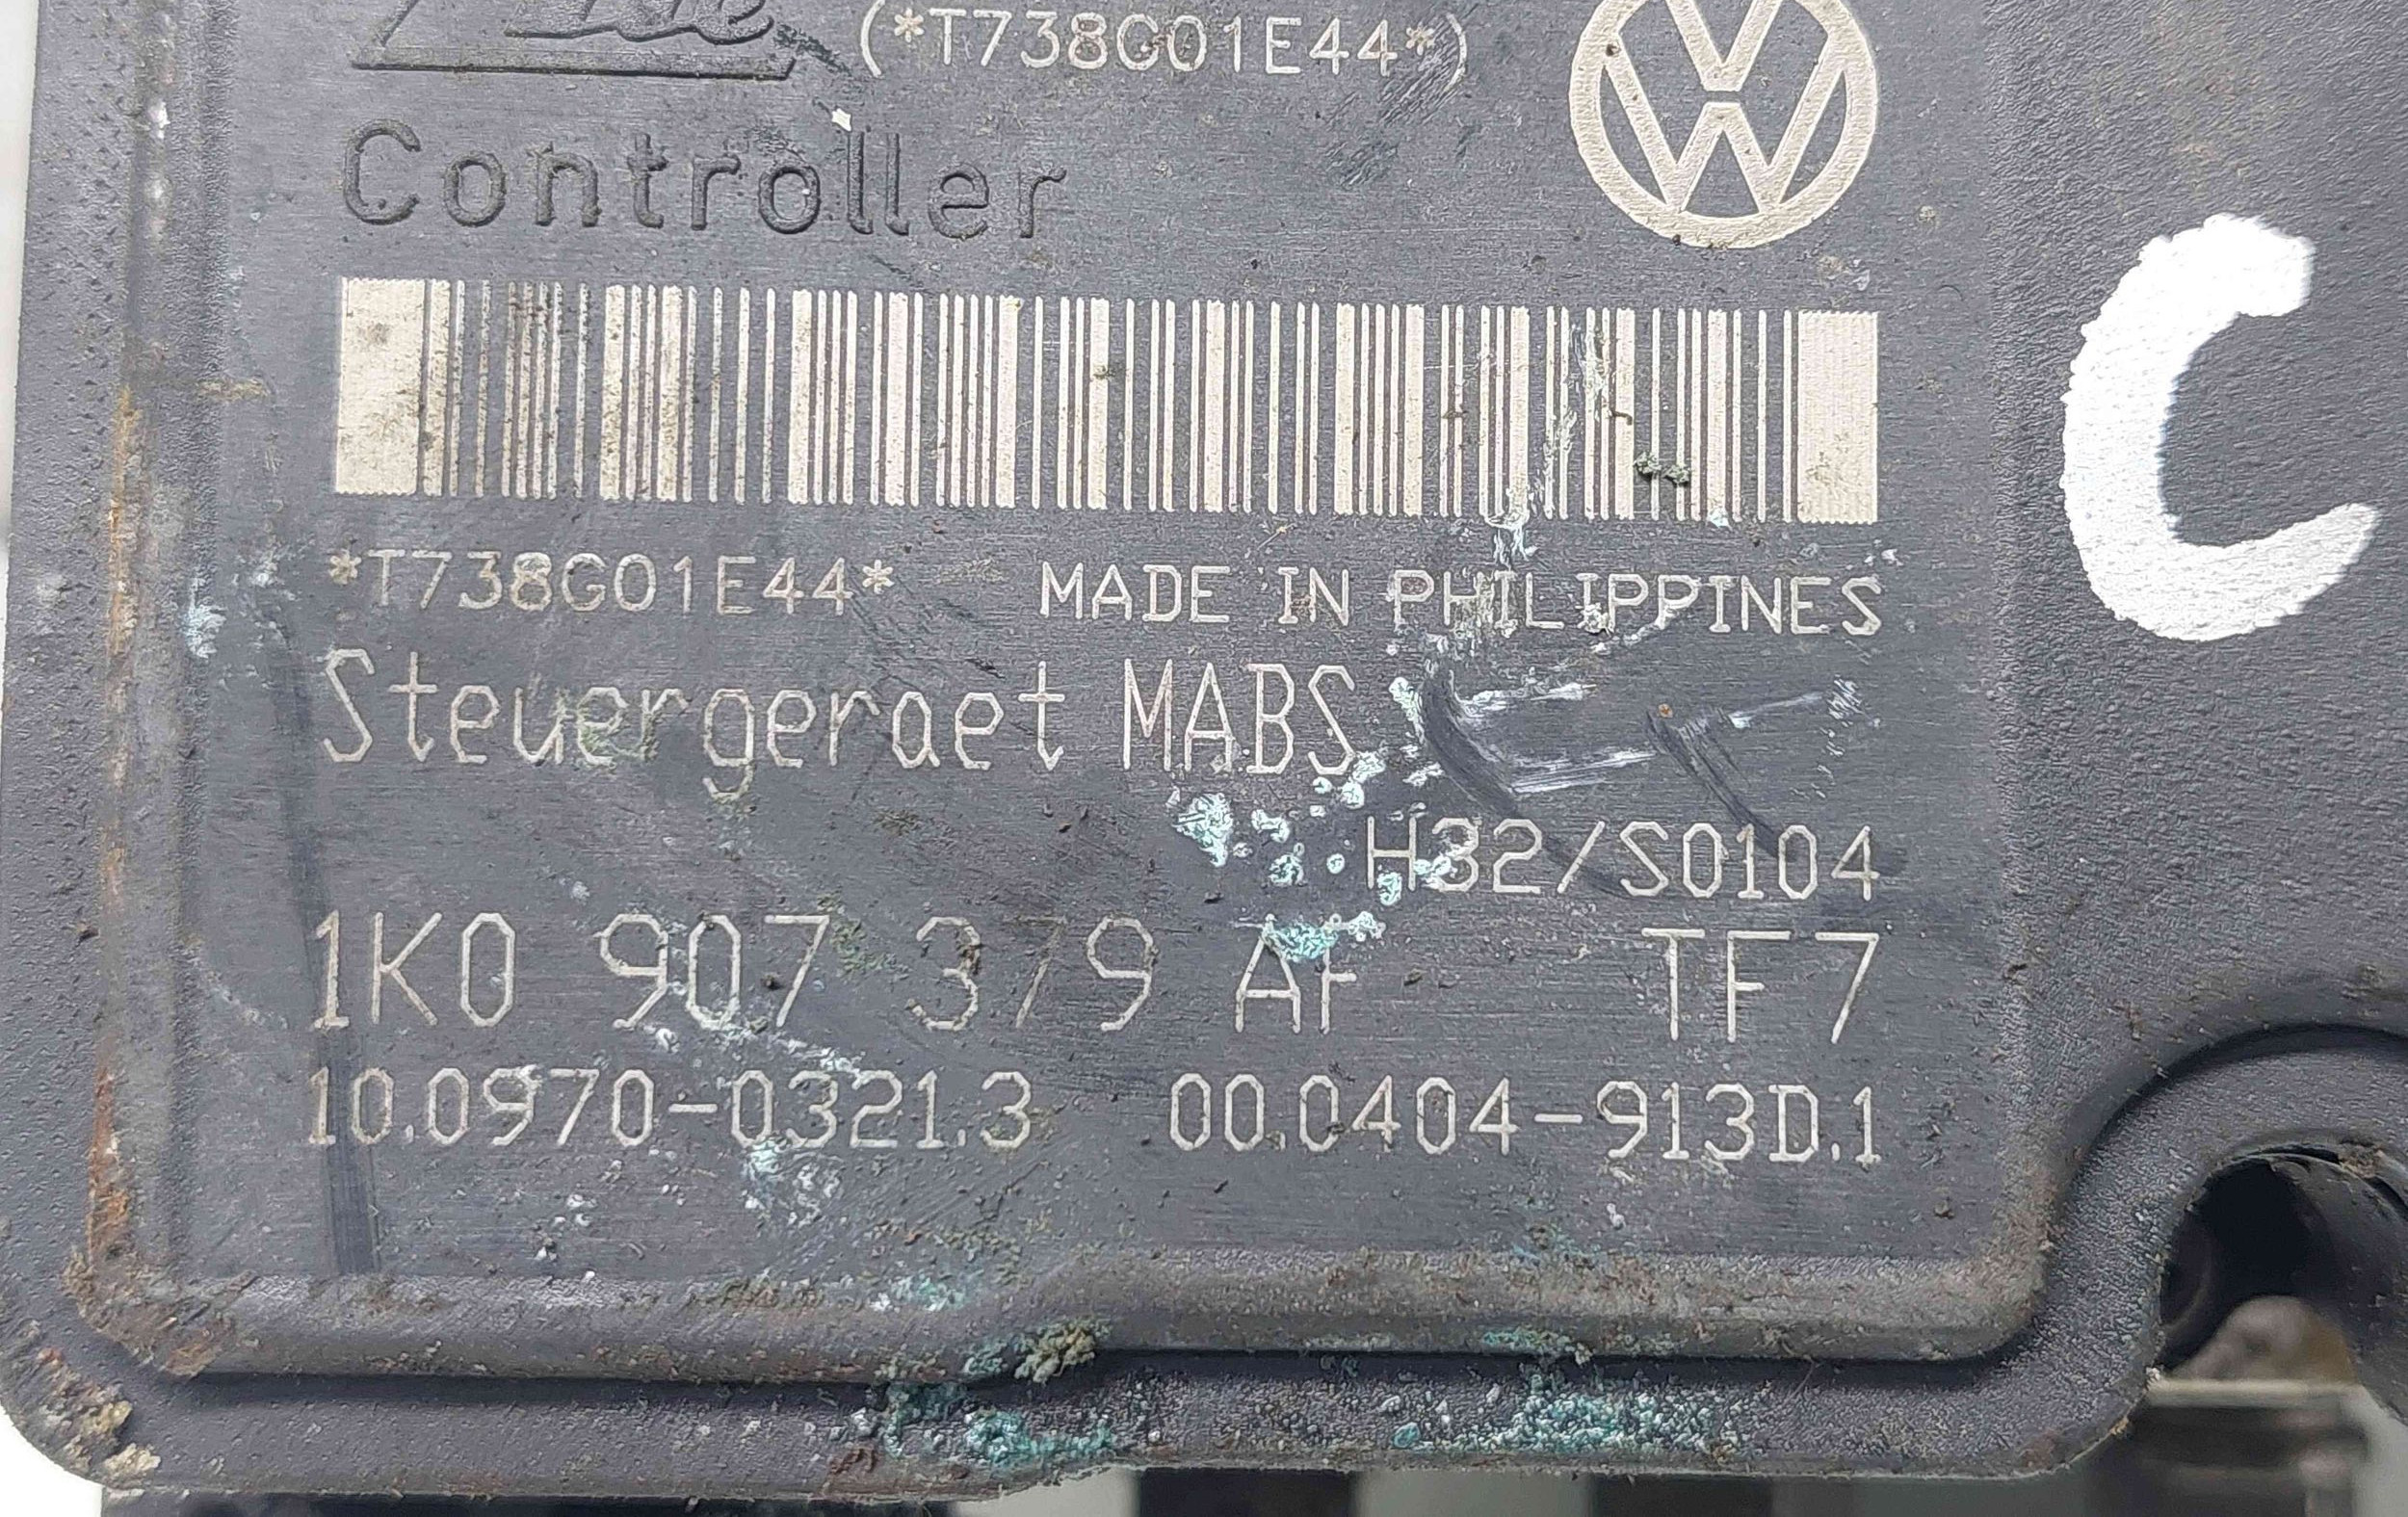 Ate
(*T738G01E44*)
Controller
*T738G01E44* MADE IN PHILIPPINES
Steuergeraet MABS
H32/S0104
1K0 907 379 AF TF7
10.0970-0321.3 00.0404-913D.1
C